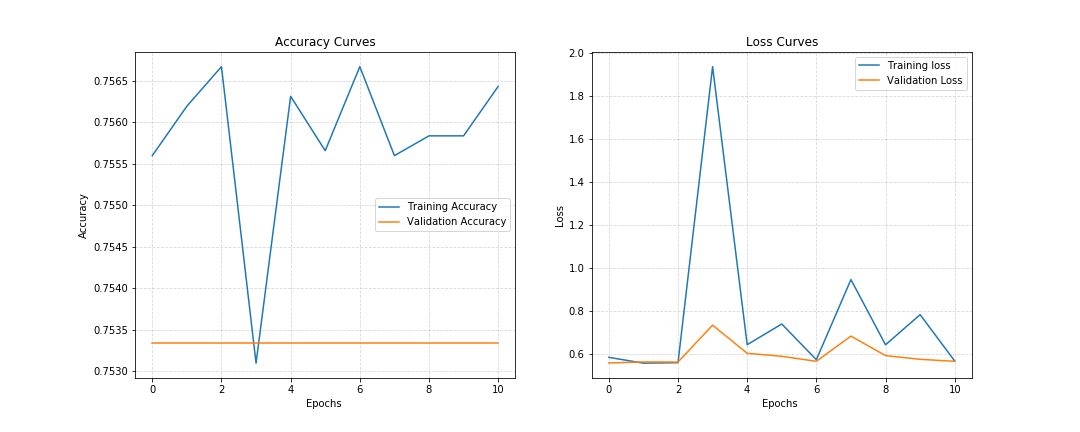 Accuracy Curves
0.7565
0.7560
0.7555
0.7550
0.7545
0.7540
0.7535
0.7530
Accuracy
Training Accuracy
Validation Accuracy
0 2 4 6 8 10
Epochs
Loss Curves
2.0
1.8
1.6
1.4
1.2
1.0
0.8
0.6
Loss
Training loss
Validation Loss
0 2 4 6 8 10
Epochs